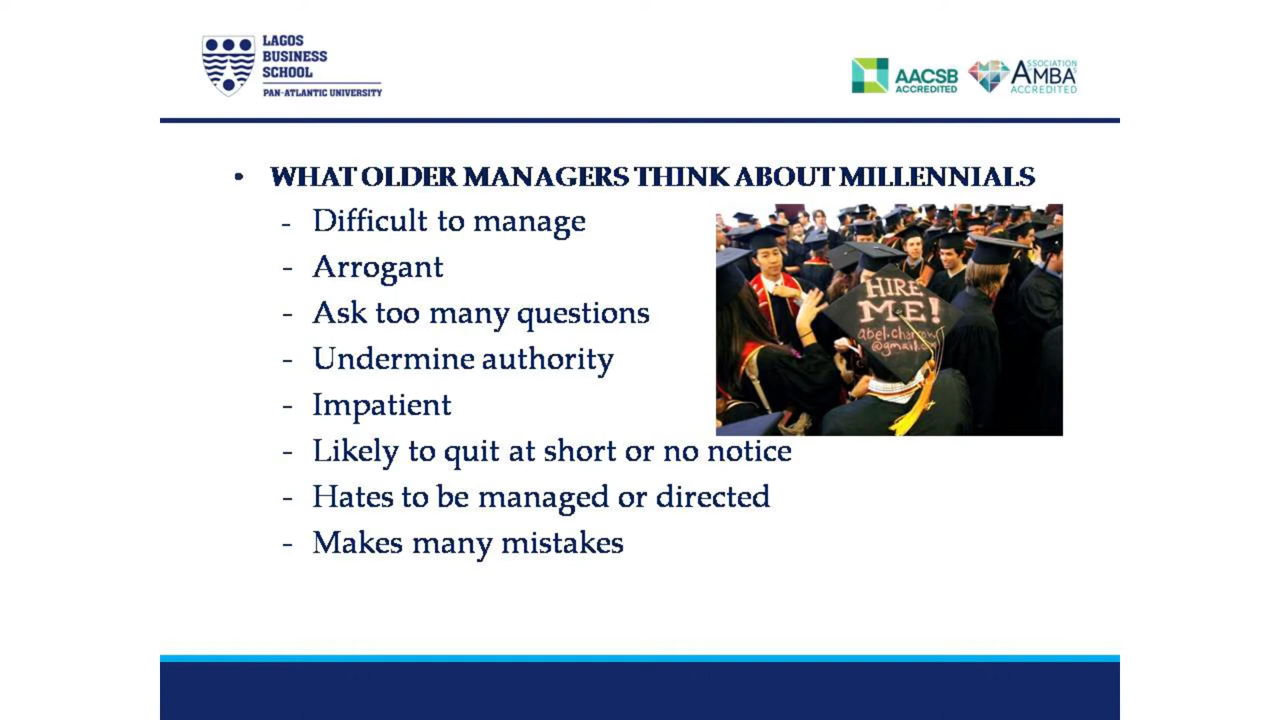 LAGOS
BUSINESS
SCHOOL
PAN-ATLANTIC UNIVERSITY
AACSB
ACCREDITED
ASSOCIATION
AMBA
ACCREDITED
• WHAT OLDER MANAGERS THINK ABOUT MILLENNIALS
- Difficult to manage
- Arrogant
- Ask too many questions
- Undermine authority
- Impatient
- Likely to quit at short or no notice
- Hates to be managed or directed
- Makes many mistakes
HIRE
ME!